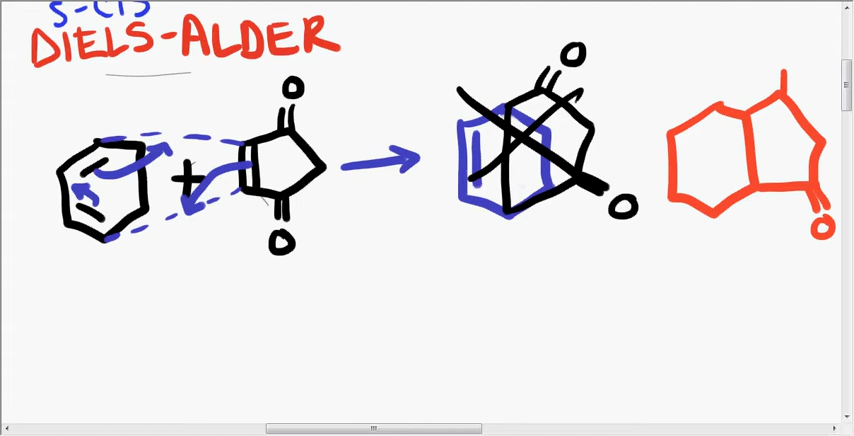 S-CIS
DIELS-ALDER
O
+
O
O
O
O